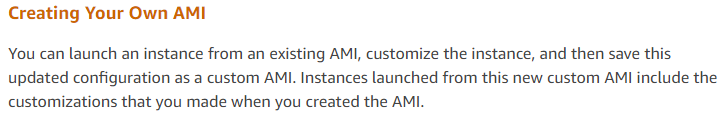 Creating Your Own AMI
You can launch an instance from an existing AMI, customize the instance, and then save this
updated configuration as a custom AMI. Instances launched from this new custom AMI include the
customizations that you made when you created the AMI.